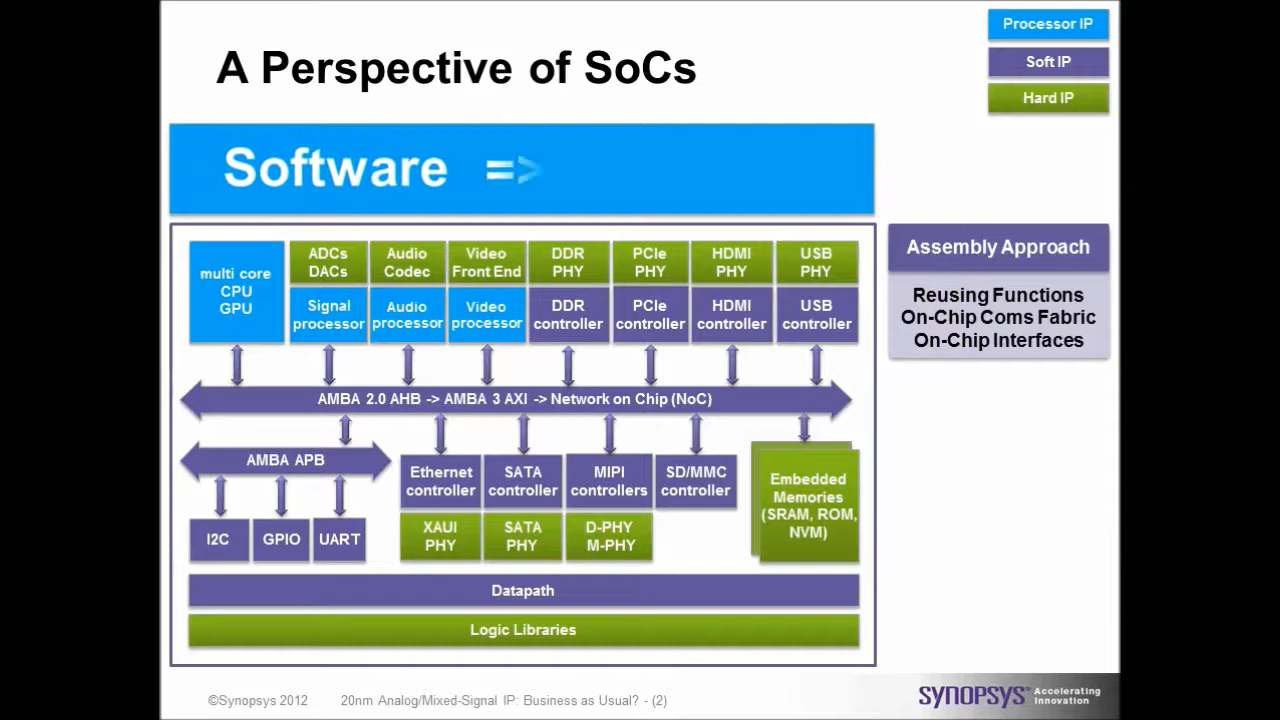 A Perspective of SoCs
Processor IP
Soft IP
Hard IP
Software =>
multi core
CPU
GPU
ADCs
DACs
Audio
Codec
Video
Front End
DDR
PHY
PCIe
PHY
HDMI
PHY
USB
PHY
Signal
processor
Audio
processor
Video
processor
DDR
controller
PCIe
controller
HDMI
controller
USB
controller
Assembly Approach
Reusing Functions
On-Chip Coms Fabric
On-Chip Interfaces
AMBA 2.0 AHB -> AMBA 3 AXI -> Network on Chip (NoC)
AMBA APB
Ethernet
controller
SATA
controller
MIPI
controllers
SD/MMC
controller
Embedded
Memories
(SRAM, ROM,
NVM)
I2C
GPIO
UART
XAUI
PHY
SATA
PHY
D-PHY
M-PHY
Datapath
Logic Libraries
©Synopsys 2012
20nm Analog/Mixed-Signal IP: Business as Usual? - (2)
SYNOPSYS
Accelerating
Innovation